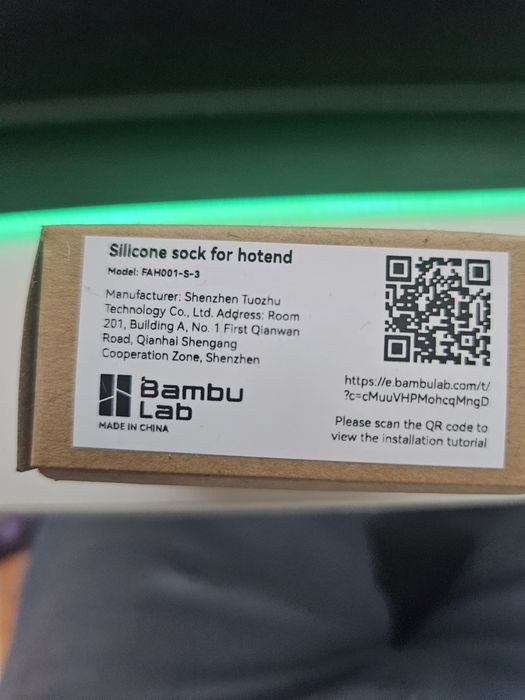 Silicone sock for hotend
Model: FAH001-S-3
Manufacturer: Shenzhen Tuozhu
Technology Co., Ltd. Address: Room
201, Building A, No. 1 First Qianwan
Road, Qianhai Shengang
Cooperation Zone, Shenzhen
Bambu
Lab
MADE IN CHINA
https://e.bambulab.com/t/
?c=cMuuVHPMohcqMngD
Please scan the QR code to
view the installation tutorial